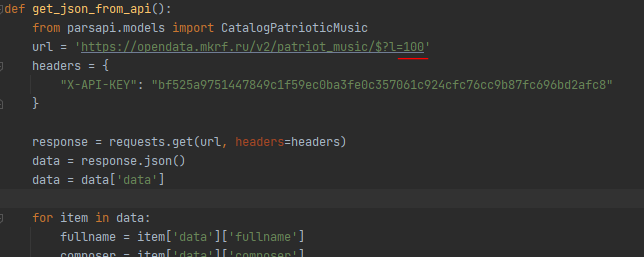 def get_json_from_api():
from parsapi.models import CatalogPatrioticMusic
url = 'https://opendata.mkrf.ru/v2/patriot_music/$?l=100'
headers = {
"X-API-KEY": "bf525a9751447849c1f59ec0ba3fe0c357061c924cfc76cc9b87fc696bd2afc8"
}
response = requests.get(url, headers=headers)
data = response.json()
data = data['data']
for item in data:
fullname = item['data']['fullname']
composer = item['data']['composer']